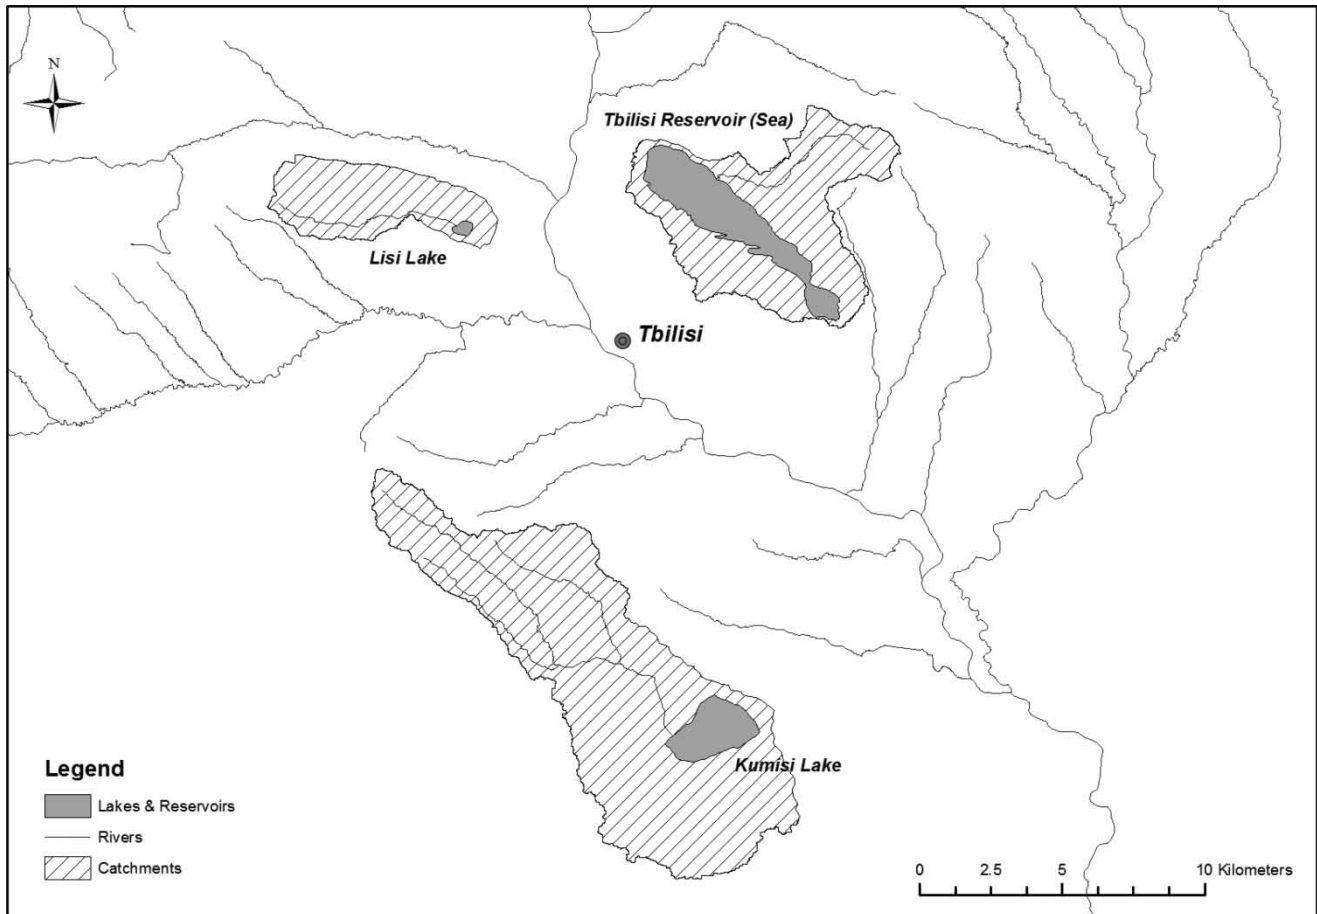 N
Tbilisi Reservoir (Sea)
Lisi Lake
Tbilisi
Kumisi Lake
Legend
Lakes & Reservoirs
Rivers
Catchments
0 2.5 5 10 Kilometers